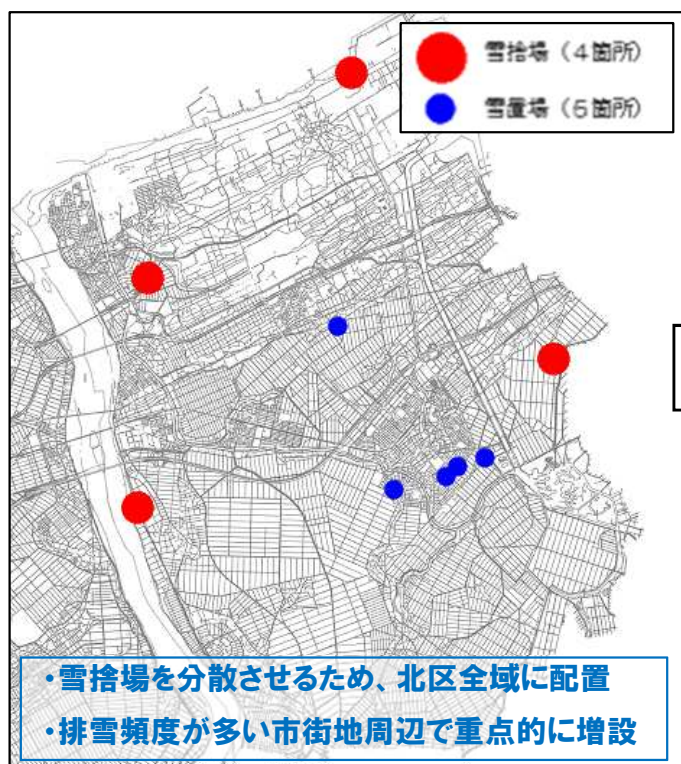 雪捨場（4箇所）
雪置場（5箇所）
・雪捨場を分散させるため、北区全域に配置
・排雪頻度が多い市街地周辺で重点的に増設